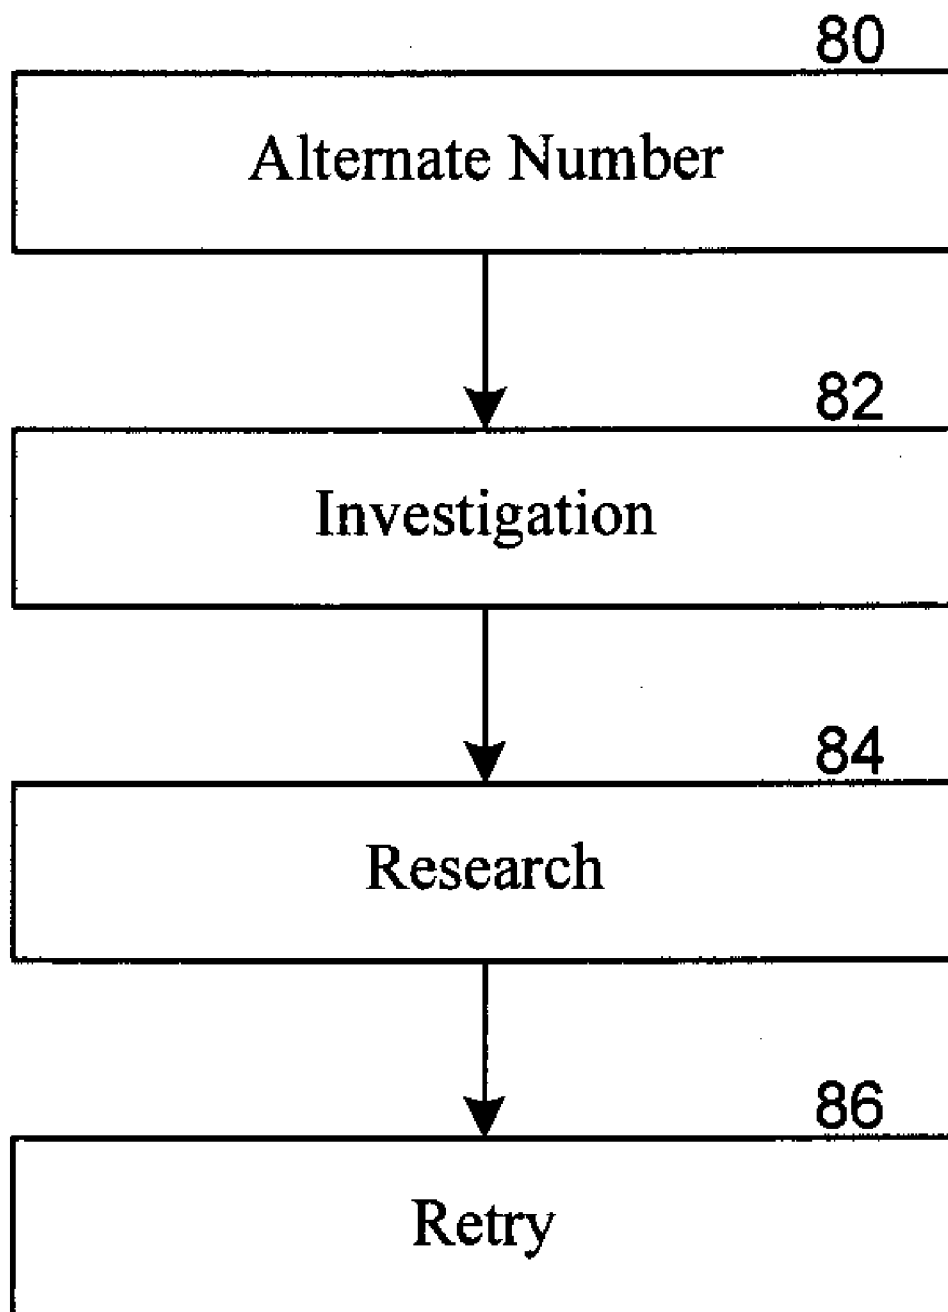 80
Alternate Number
82
Investigation
84
Research
86
Retry